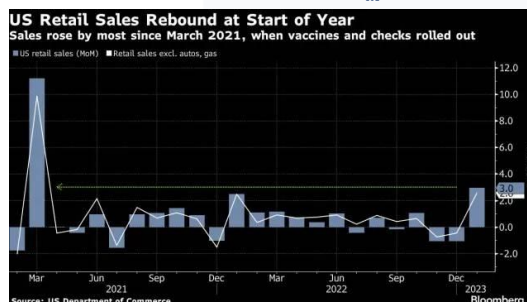 US Retail Sales Rebound at Start of Year
Sales rose by most since March 2021, when vaccines and checks rolled out
US retail sales (MoM) Retail sales excl. autos, gas
12.0
10.0
8.0
6.0
4.0
3.0
0.0
-2.0
Mar Jun Sep Dec Mar Jun Sep Dec
2021 2022 2023
Source: US Department of Commerce Bloomberg